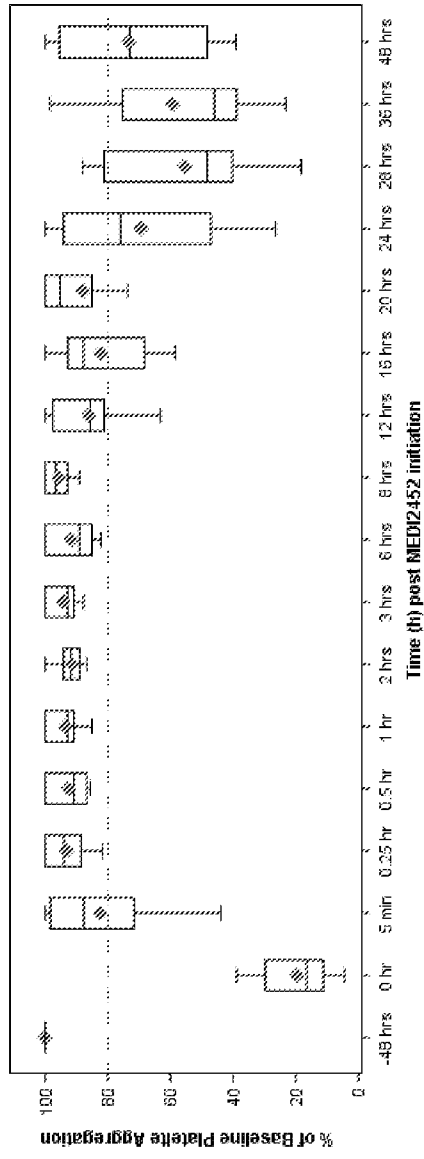 % of Baseline Platelet Aggregation
100
80
60
40
20
0
-48 hrs
0 hr
5 min
0.25 hr
0.5 hr
1 hr
2 hrs
3 hrs
6 hrs
8 hrs
12 hrs
16 hrs
20 hrs
24 hrs
28 hrs
36 hrs
48 hrs
Time (h) post MEDI2452 initiation